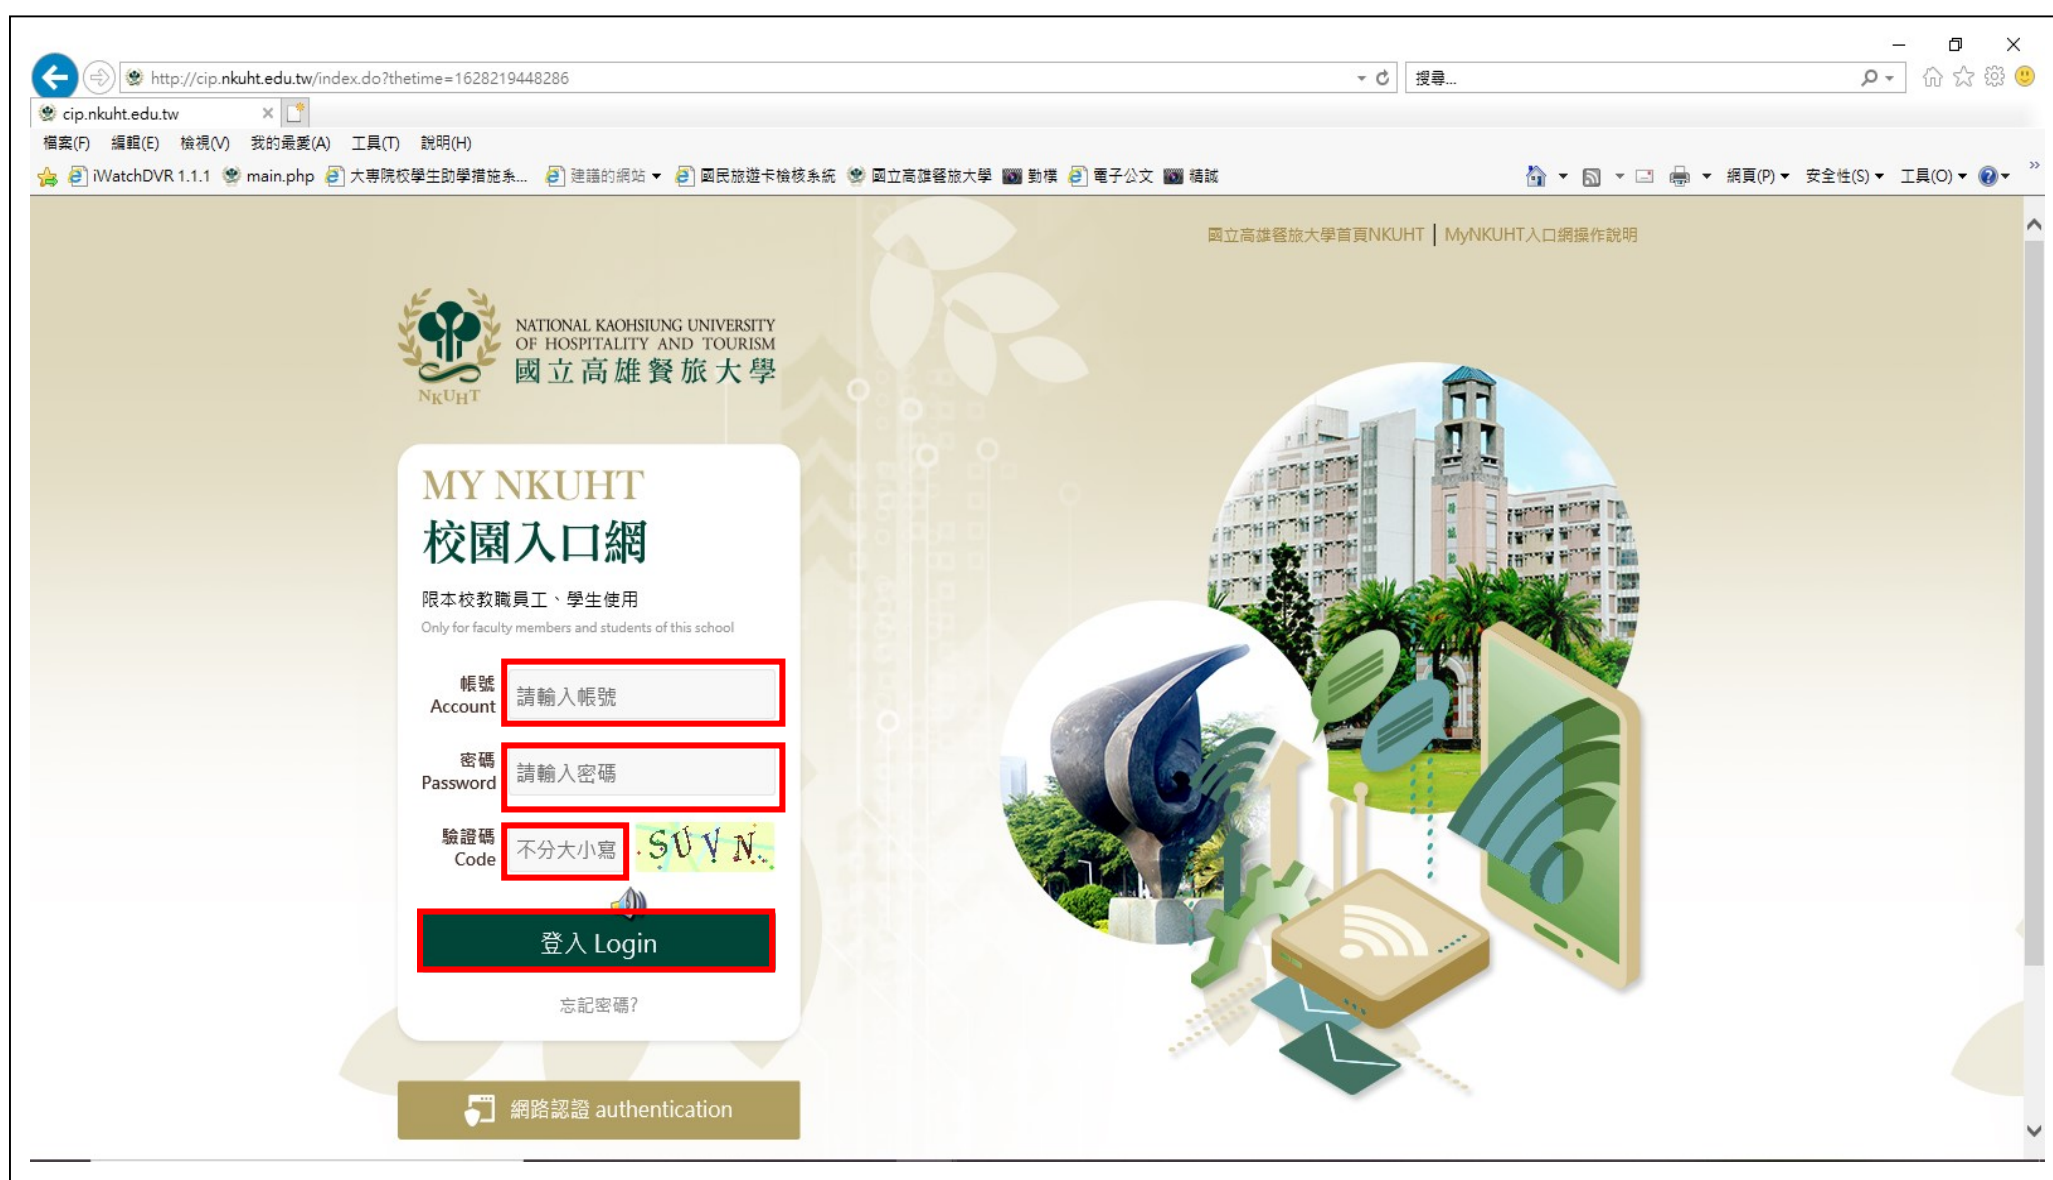 http://cip.nkuht.edu.tw/index.do?thetime=1628219448286
搜尋...
cip.nkuht.edu.tw
檔案(F) 編輯(E) 檢視(V) 我的最愛(A) 工具(T) 說明(H)
iWatchDVR 1.1.1 main.php 大專院校學生助學措施系... 建議的網站 國民旅遊卡檢核系統 國立高雄餐旅大學 勤樸 電子公文 精誠 網頁(P) 安全性(S) 工具(O)
國立高雄餐旅大學首頁NKUHT | MyNKUHT入口網操作說明
NATIONAL KAOHSIUNG UNIVERSITY
OF HOSPITALITY AND TOURISM
國立高雄餐旅大學
NKUHT
MY NKUHT
校園入口網
限本校教職員工、學生使用
Only for faculty members and students of this school
帳號
Account
請輸入帳號
密碼
Password
請輸入密碼
驗證碼
Code
不分大小寫
SUVN
登入 Login
忘記密碼?
網路認證 authentication